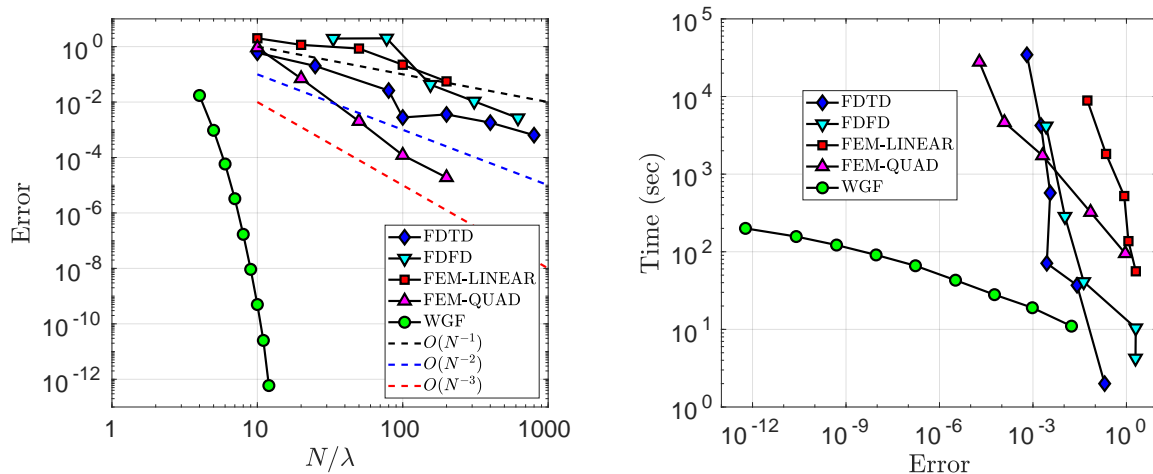 Error
10^0
10^-2
10^-4
10^-6
10^-8
10^-10
10^-12
1
10
100
1000
N/λ
FDTD
FDFD
FEM-LINEAR
FEM-QUAD
WGF
O(N^-1)
O(N^-2)
O(N^-3)
Time (sec)
10^5
10^4
10^3
10^2
10^1
10^0
10^-12
10^-9
10^-6
10^-3
10^0
Error
FDTD
FDFD
FEM-LINEAR
FEM-QUAD
WGF